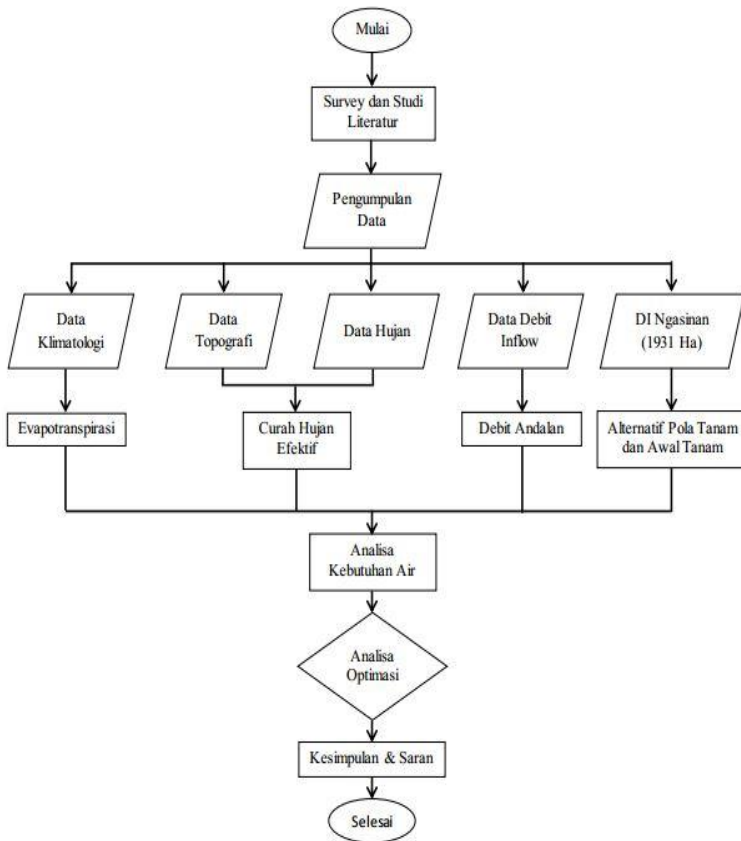 Mulai
Survey dan Studi
Literatur
Pengumpulan
Data
Data
Klimatologi
Data
Topografi
Data Hujan
Data Debit
Inflow
DI Ngasinan
(1931 Ha)
Evapotranspirasi
Curah Hujan
Efektif
Debit Andalan
Alternatif Pola Tanam
dan Awal Tanam
Analisa
Kebutuhan Air
Analisa
Optimasi
Kesimpulan & Saran
Selesai